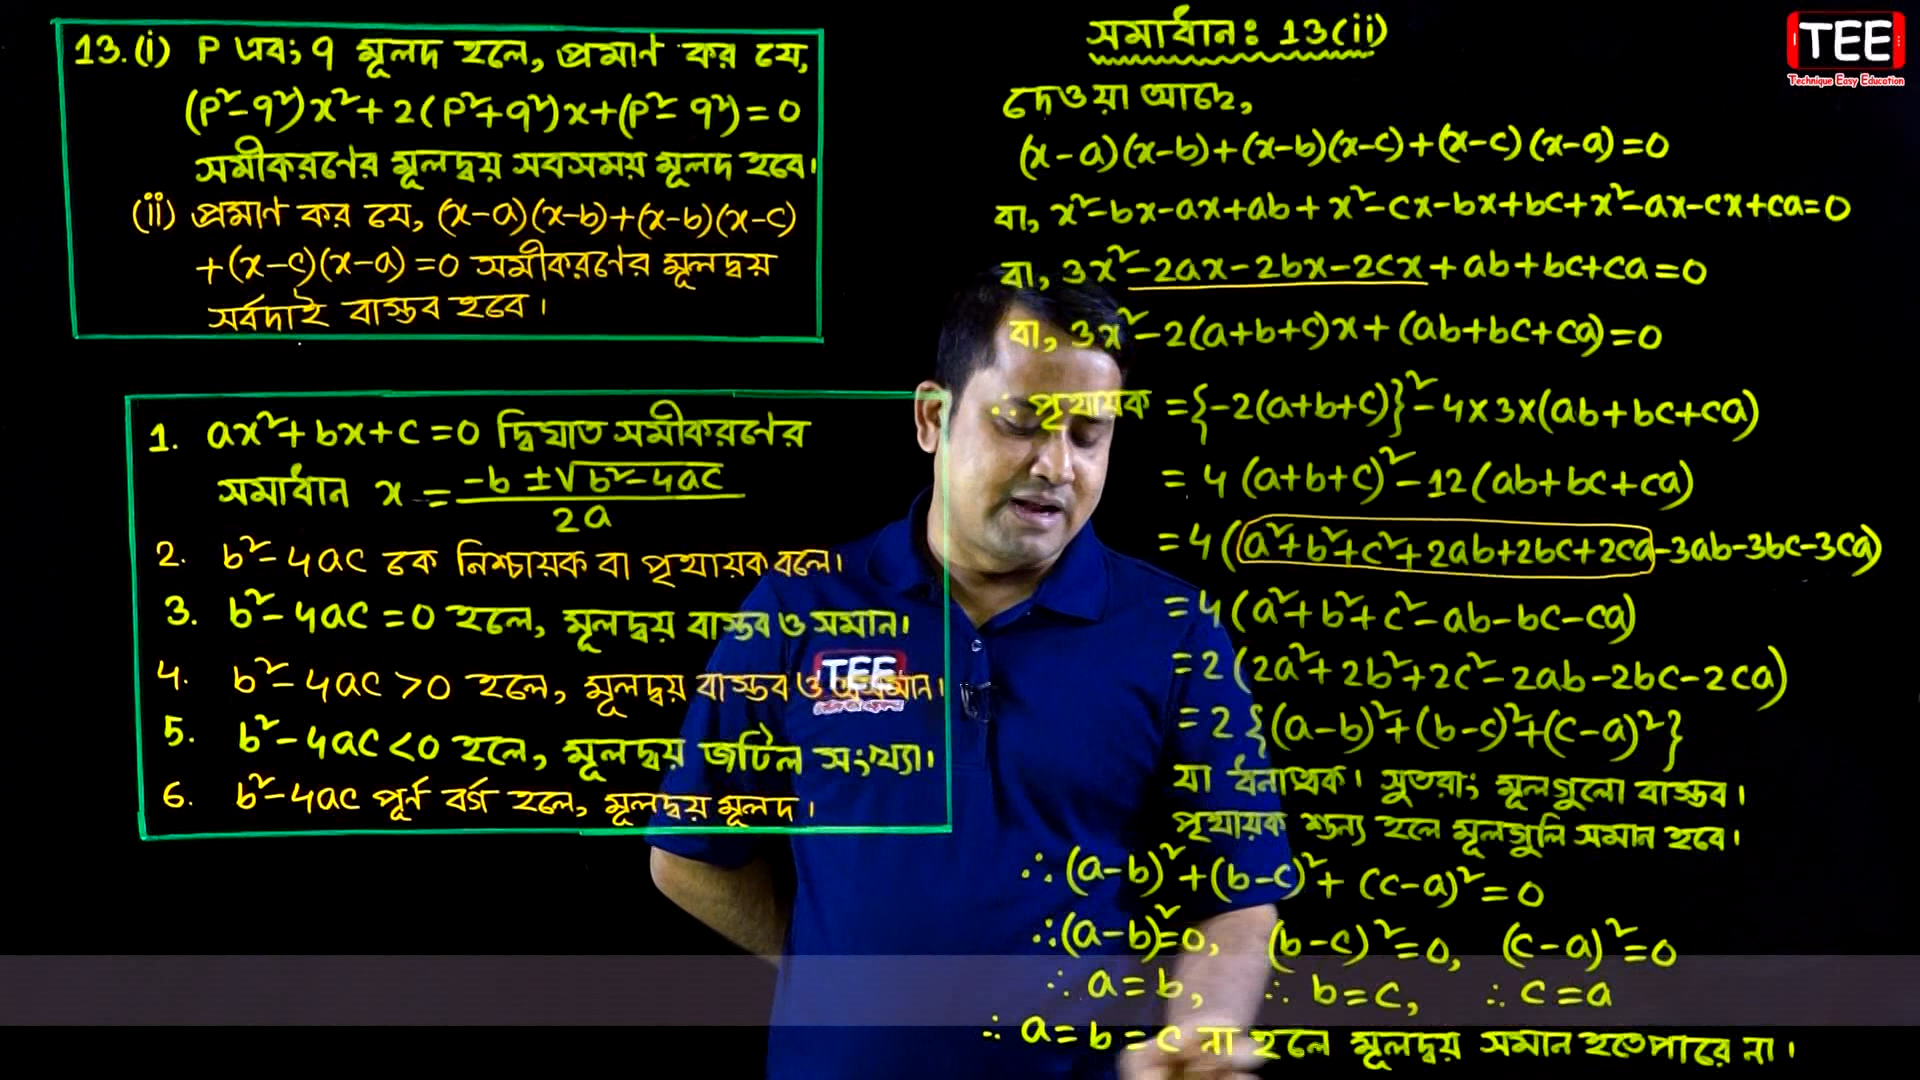 13.(i) P এবং q মূলদ হলে, প্রমাণ কর যে,
(P²-q²)x²+2(P²+q²)x+(P²-q²)=0
সমীকরণের মূলদ্বয় সবসময় মূলদ হবে।
(ii) প্রমাণ কর যে, (x-a)(x-b)+(x-b)(x-c)
+(x-c)(x-a)=0 সমীকরণের মূলদ্বয়
সর্বদাই বাস্তব হবে।
1. ax²+bx+c=0 দ্বিঘাত সমীকরণের
সমাধান x = (-b ± √(b²-4ac))/2a
2. b²-4ac কে নিশ্চায়ক বা পৃথায়ক বলে।
3. b²-4ac=0 হলে, মূলদ্বয় বাস্তব ও সমান।
4. b²-4ac>0 হলে, মূলদ্বয় বাস্তব ও অসমান।
5. b²-4ac<0 হলে, মূলদ্বয় জটিল সংখ্যা।
6. b²-4ac পূর্ণ বর্গ হলে, মূলদ্বয় মূলদ।
সমাধান: 13(ii)
দেওয়া আছে,
(x-a)(x-b)+(x-b)(x-c)+(x-c)(x-a)=0
বা, x²-bx-ax+ab+x²-cx-bx+bc+x²-ax-cx+ca=0
বা, 3x²-2ax-2bx-2cx+ab+bc+ca=0
বা, 3x²-2(a+b+c)x+(ab+bc+ca)=0
∴ পৃথায়ক ={-2(a+b+c)}²-4×3×(ab+bc+ca)
= 4(a+b+c)²-12(ab+bc+ca)
=4(a²+b²+c²+2ab+2bc+2ca-3ab-3bc-3ca)
=4(a²+b²+c²-ab-bc-ca)
=2(2a²+2b²+2c²-2ab-2bc-2ca)
=2{(a-b)²+(b-c)²+(c-a)²}
যা ধনাত্মক। সুতরাং মূলগুলো বাস্তব।
পৃথায়ক শূন্য হলে মূলগুলি সমান হবে।
∴(a-b)²+(b-c)²+(c-a)²=0
∴(a-b)²=0, (b-c)²=0, (c-a)²=0
∴ a=b, ∴ b=c, ∴ c=a
∴ a=b=c না হলে মূলদ্বয় সমান হতে পারে না।
TEE
Technique Easy Education
TEE